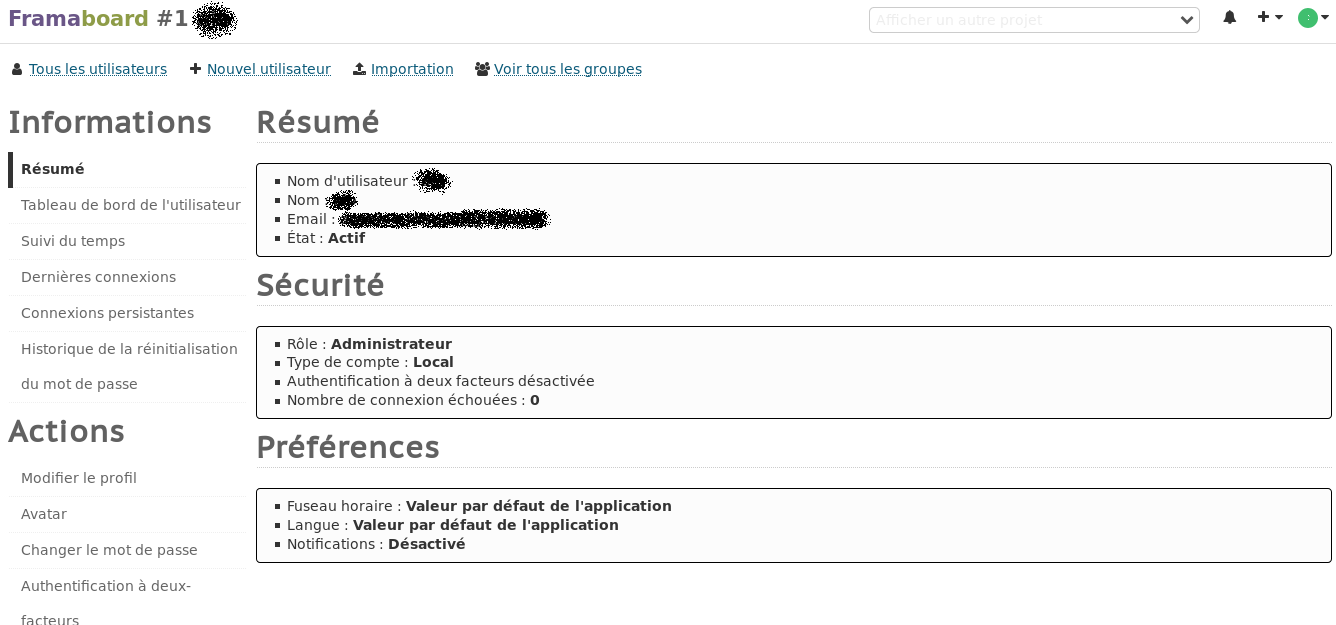 Framaboard #1
Afficher un autre projet
Tous les utilisateurs Nouvel utilisateur Importation Voir tous les groupes
Informations
Résumé
Tableau de bord de l'utilisateur
Suivi du temps
Dernières connexions
Connexions persistantes
Historique de la réinitialisation
du mot de passe
Actions
Modifier le profil
Avatar
Changer le mot de passe
Authentification à deux-
facteurs
Résumé
Nom d'utilisateur :
Nom
Email :
État : Actif
Sécurité
Rôle : Administrateur
Type de compte : Local
Authentification à deux facteurs désactivée
Nombre de connexion échouées : 0
Préférences
Fuseau horaire : Valeur par défaut de l'application
Langue : Valeur par défaut de l'application
Notifications : Désactivé